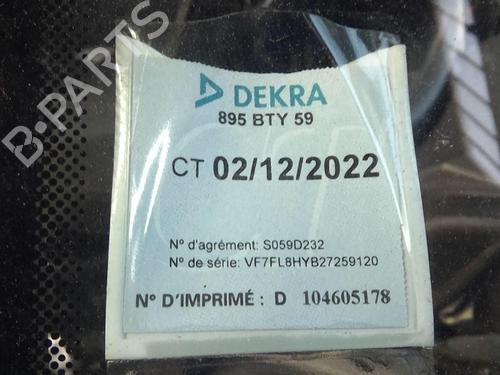 DEKRA
895 BTY 59
CT 02/12/2022
N° d'agrément: S059D232
N° de série: VF7FL8HYB27259120
N° D'IMPRIMÉ : D 104605178
B-PARTS